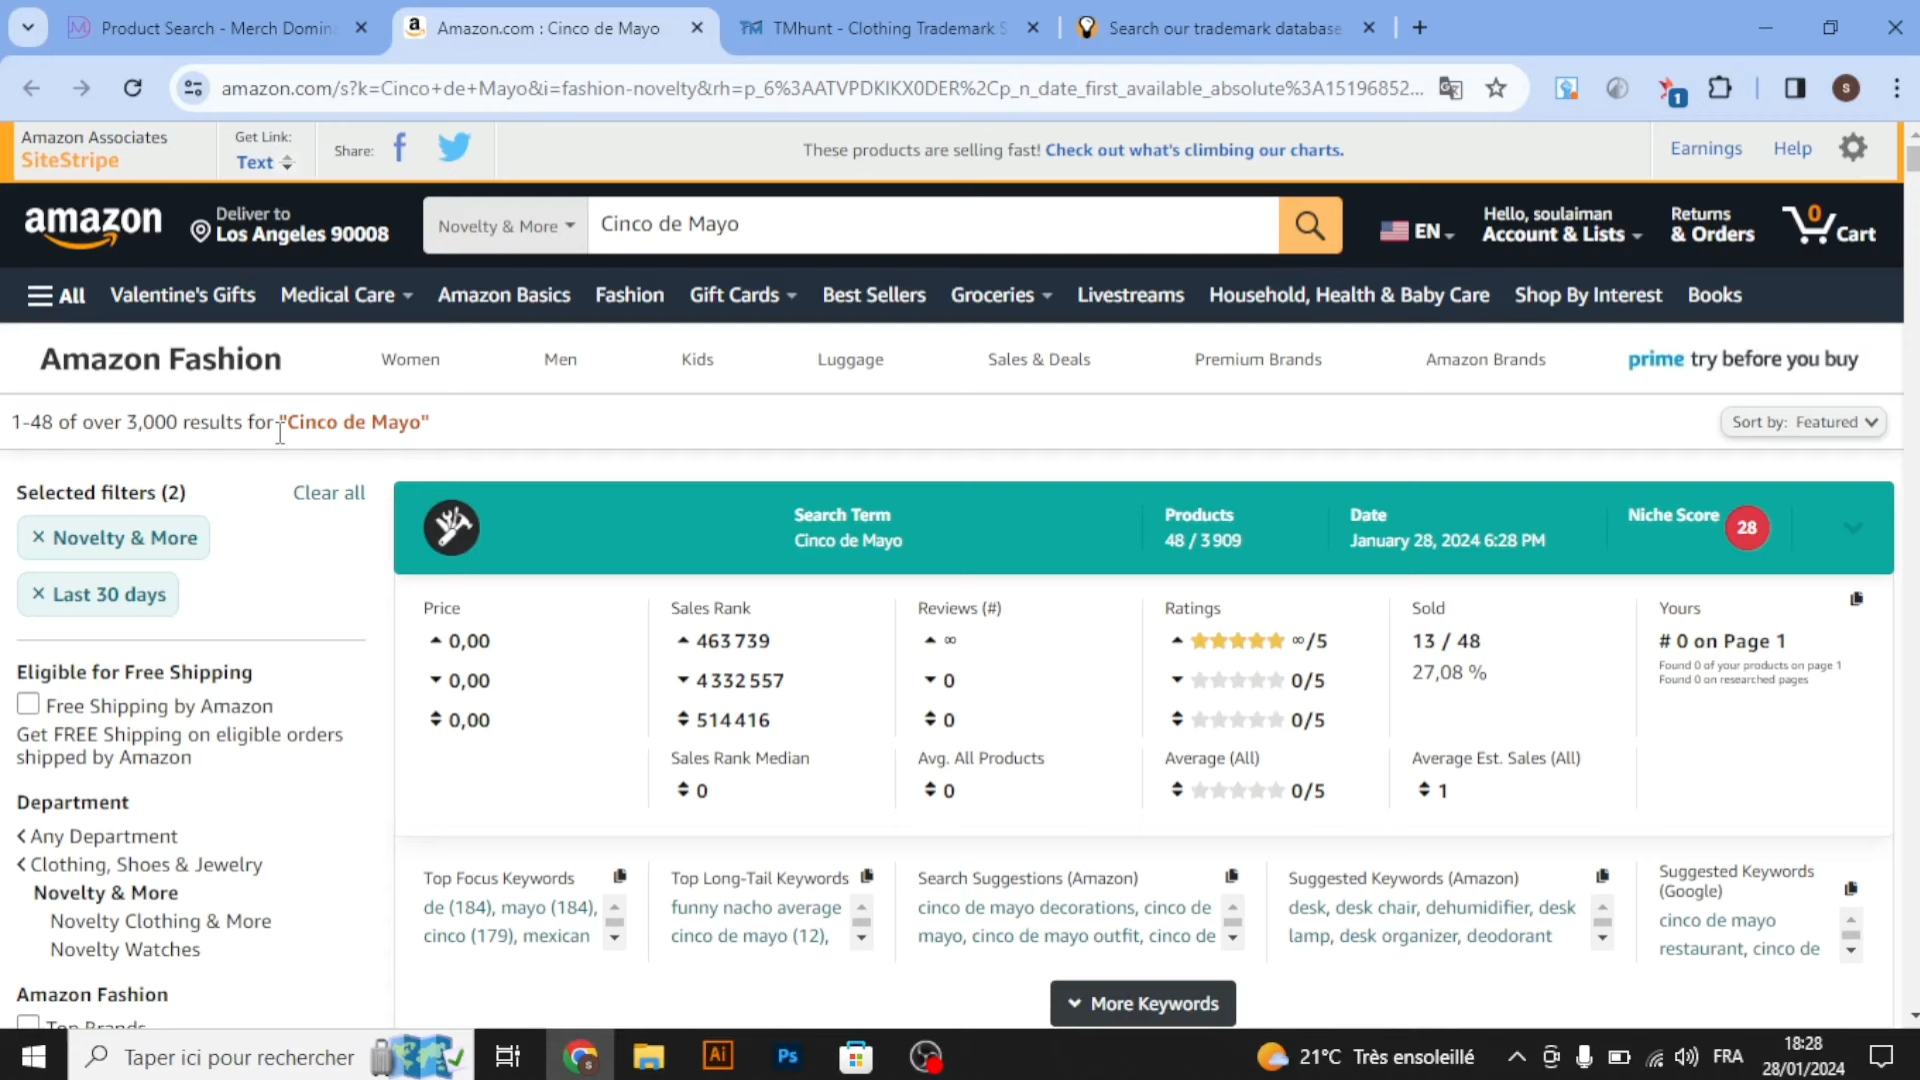 Product Search - Merch Domin
Amazon.com : Cinco de Mayo
TMhunt - Clothing Trademark S
Search our trademark database
amazon.com/s?k=Cinco+de+Mayo&i=fashion-novelty&rh=p_6%3AATVPDKIKX0DER%2Cp_n_date_first_available_absolute%3A15196852...
1
s
Amazon Associates
SiteStripe
Get Link:
Text
Share:
These products are selling fast! Check out what's climbing our charts.
Earnings
Help
amazon
Deliver to
Los Angeles 90008
Novelty & More
Cinco de Mayo
EN
Hello, soulaiman
Account & Lists
Returns
& Orders
0
Cart
All
Valentine's Gifts
Medical Care
Amazon Basics
Fashion
Gift Cards
Best Sellers
Groceries
Livestreams
Household, Health & Baby Care
Shop By Interest
Books
Amazon Fashion
Women
Men
Kids
Luggage
Sales & Deals
Premium Brands
Amazon Brands
prime try before you buy
1-48 of over 3,000 results for "Cinco de Mayo"
Sort by: Featured
Selected filters (2)
Clear all
× Novelty & More
× Last 30 days
Eligible for Free Shipping
Free Shipping by Amazon
Get FREE Shipping on eligible orders
shipped by Amazon
Department
Any Department
Clothing, Shoes & Jewelry
Novelty & More
Novelty Clothing & More
Novelty Watches
Amazon Fashion
Top Brands
Search Term
Cinco de Mayo
Products
48 / 3 909
Date
January 28, 2024 6:28 PM
Niche Score
28
Price
0,00
0,00
0,00
Sales Rank
463 739
4 332 557
514 416
Sales Rank Median
0
Reviews (#)
∞
0
0
Avg. All Products
0
Ratings
∞/5
0/5
0/5
Average (All)
0/5
Sold
13 / 48
27,08 %
Average Est. Sales (All)
1
Yours
# 0 on Page 1
Found 0 of your products on page 1
Found 0 on researched pages
Top Focus Keywords
de (184), mayo (184),
cinco (179), mexican
Top Long-Tail Keywords
funny nacho average
cinco de mayo (12),
Search Suggestions (Amazon)
cinco de mayo decorations, cinco de
mayo, cinco de mayo outfit, cinco de
Suggested Keywords (Amazon)
desk, desk chair, dehumidifier, desk
lamp, desk organizer, deodorant
Suggested Keywords
(Google)
cinco de mayo
restaurant, cinco de
More Keywords
Taper ici pour rechercher
Ai
Ps
21°C Très ensoleillé
FRA
18:28
28/01/2024